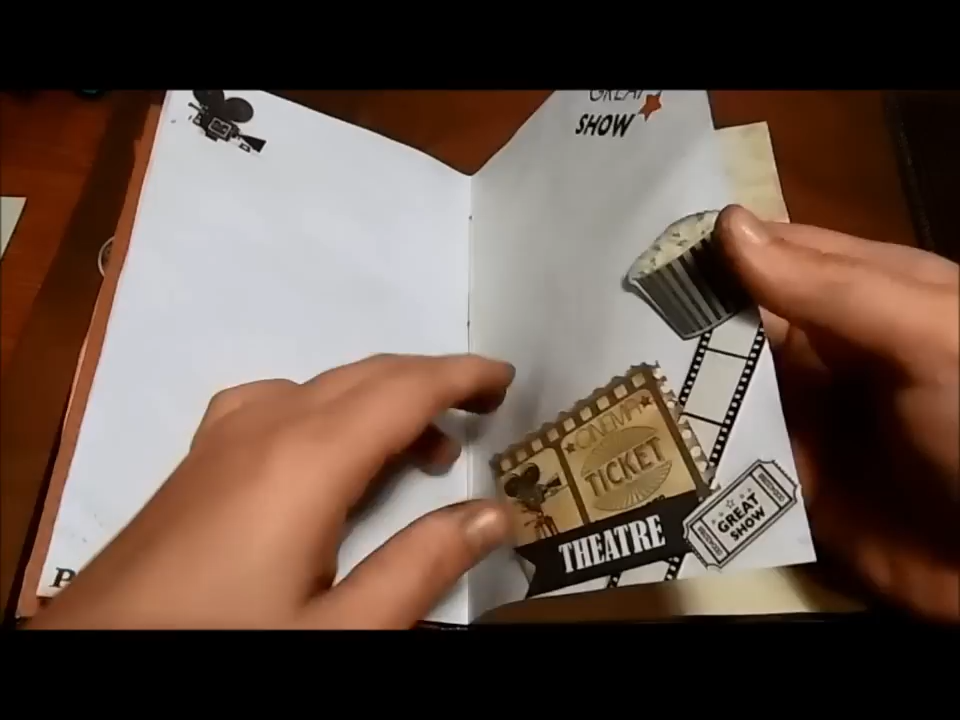 GREAT
SHOW
CINEMA
TICKET
THEATRE
GREAT
SHOW